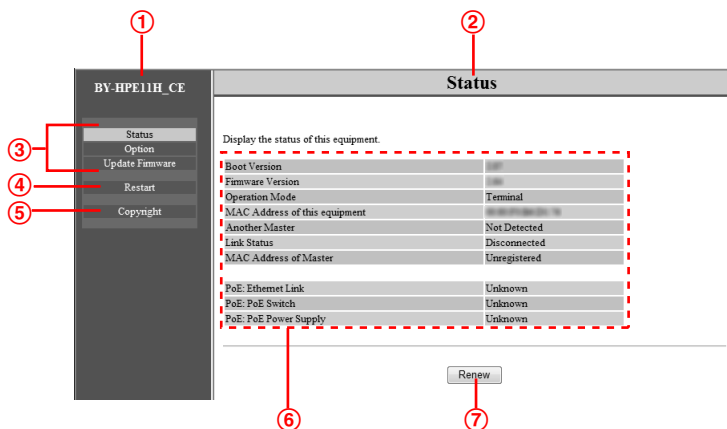 ① ②
BY-HPE11H_CE
Status
③
Status
Option
Update Firmware
④ Restart
⑤ Copyright
Display the status of this equipment.
Boot Version
Firmware Version
Operation Mode Terminal
MAC Address of this equipment
Another Master Not Detected
Link Status Disconnected
MAC Address of Master Unregistered
PoE: Ethernet Link Unknown
PoE: PoE Switch Unknown
PoE: PoE Power Supply Unknown
Renew
⑥ ⑦